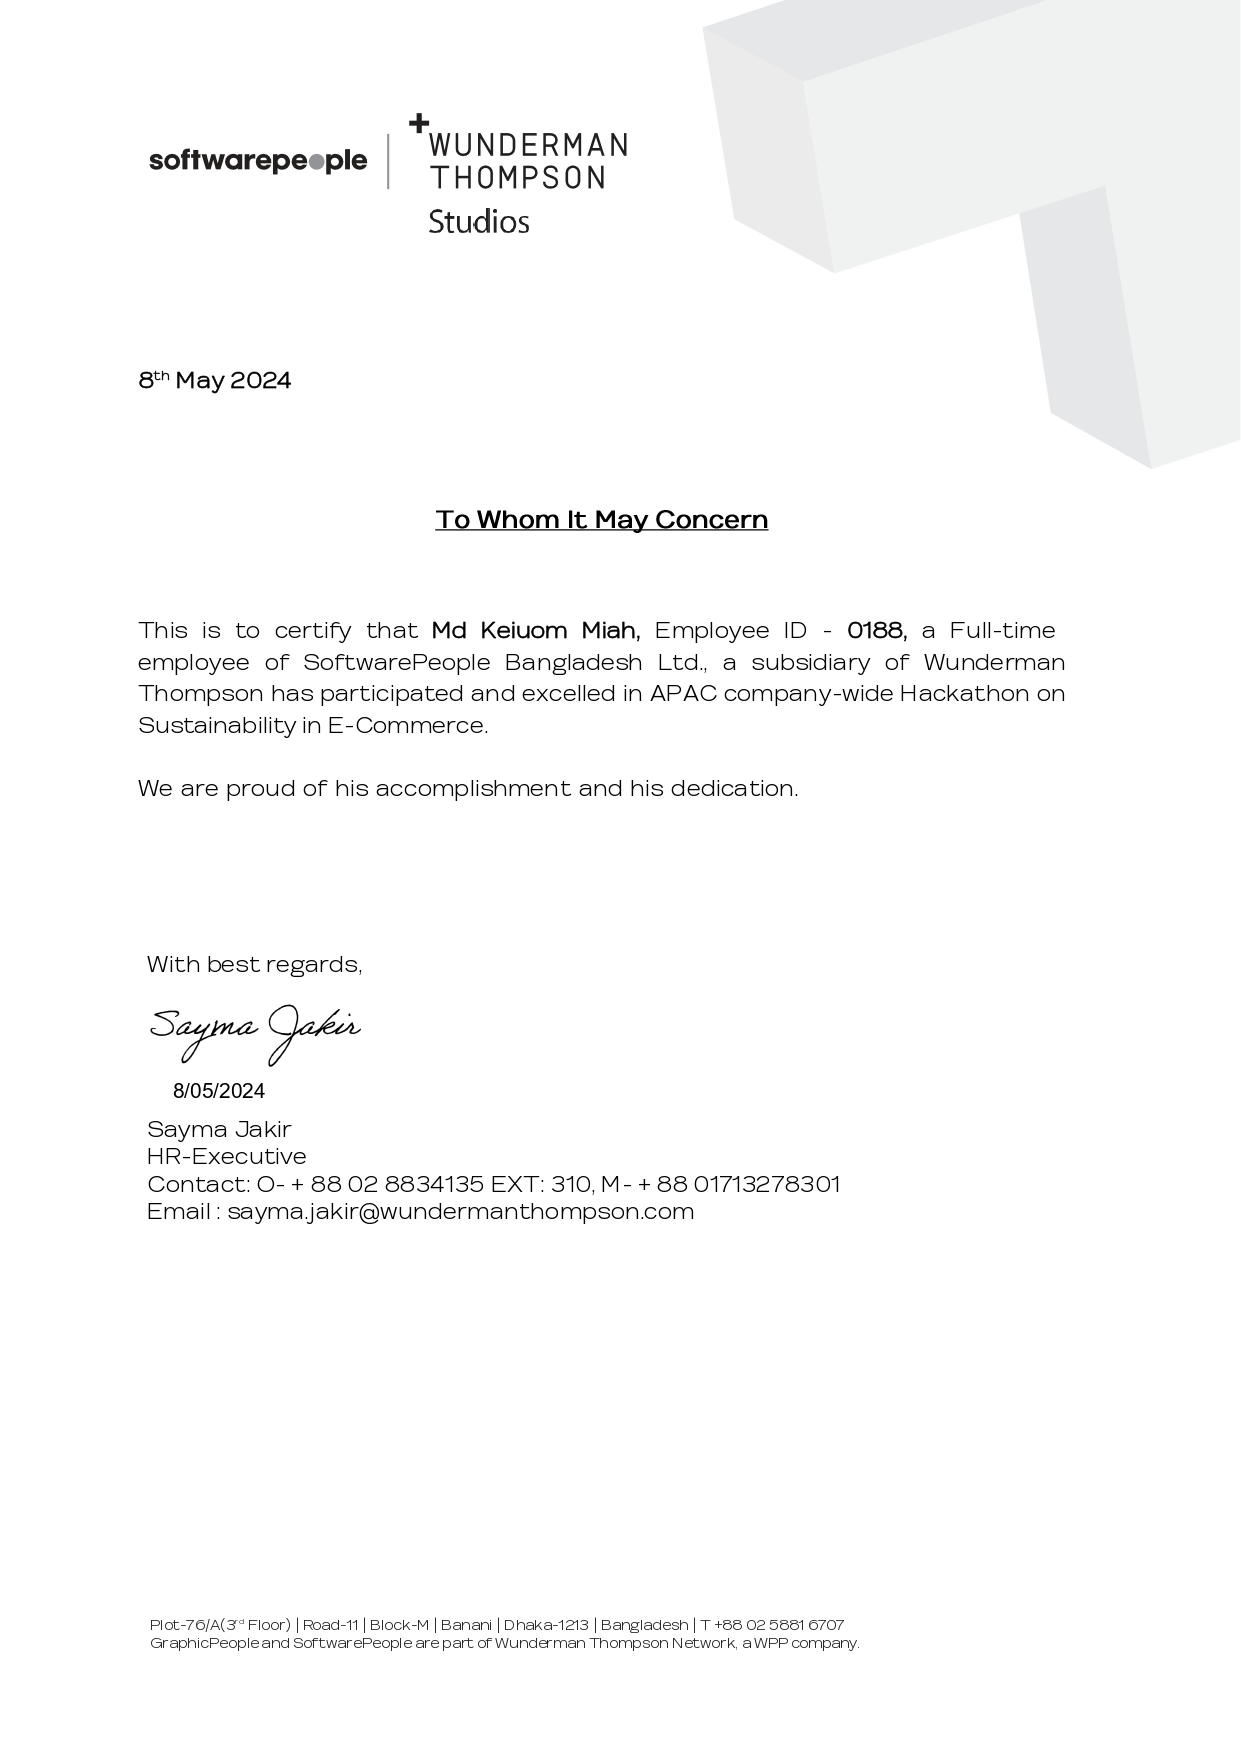 softwarepeople
WUNDERMAN
THOMPSON
Studios
8th May 2024
To Whom It May Concern
This is to certify that Md Keiuom Miah, Employee ID - 0188, a Full-time
employee of SoftwarePeople Bangladesh Ltd., a subsidiary of Wunderman
Thompson has participated and excelled in APAC company-wide Hackathon on
Sustainability in E-Commerce.
We are proud of his accomplishment and his dedication.
With best regards,
Sayma Jakir
8/05/2024
Sayma Jakir
HR-Executive
Contact: O- + 88 02 8834135 EXT: 310, M- + 88 01713278301
Email : sayma.jakir@wundermanthompson.com
Plot-76/A(3rd Floor) | Road-11 | Block-M | Banani | Dhaka-1213 | Bangladesh | T +88 02 5881 6707
GraphicPeople and SoftwarePeople are part of Wunderman Thompson Network, a WPP company.